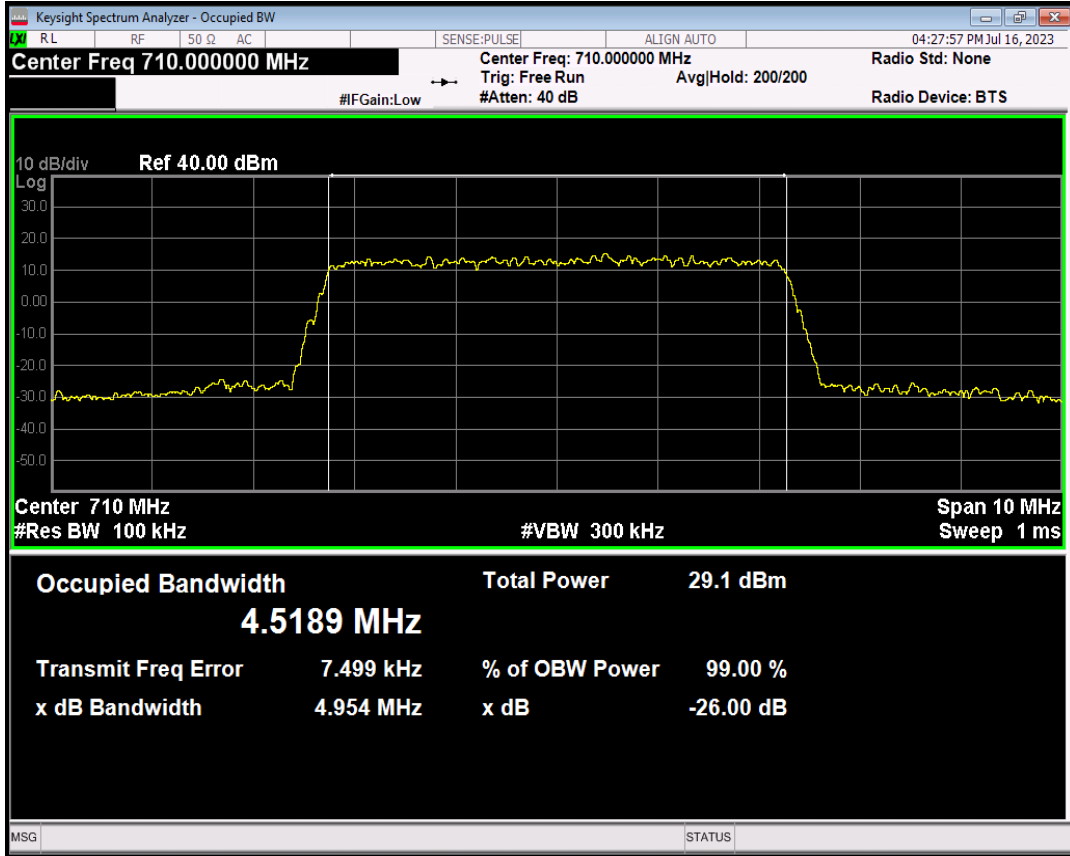 Keysight Spectrum Analyzer - Occupied BW
LXI RL RF 50 Ω AC SENSE:PULSE ALIGN AUTO 04:27:57 PM Jul 16, 2023
Center Freq 710.000000 MHz Center Freq: 710.000000 MHz Radio Std: None
Trig: Free Run Avg|Hold: 200/200
#IFGain:Low #Atten: 40 dB Radio Device: BTS
10 dB/div Ref 40.00 dBm
Log
30.0
20.0
10.0
0.00
-10.0
-20.0
-30.0
-40.0
-50.0
Center 710 MHz Span 10 MHz
#Res BW 100 kHz #VBW 300 kHz Sweep 1 ms
Occupied Bandwidth Total Power 29.1 dBm
4.5189 MHz
Transmit Freq Error 7.499 kHz % of OBW Power 99.00 %
x dB Bandwidth 4.954 MHz x dB -26.00 dB
MSG STATUS